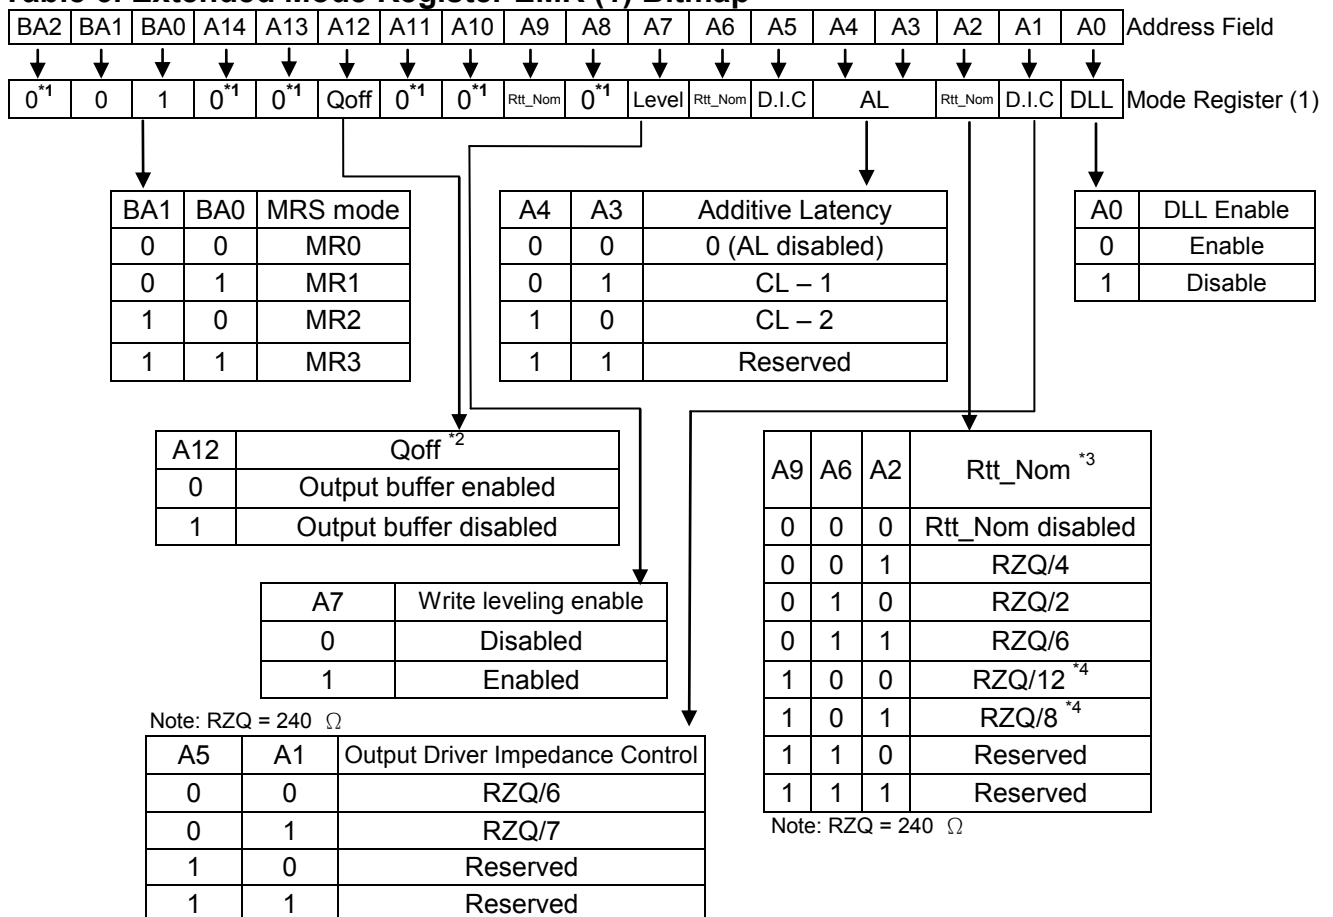 Table 6. Extended Mode Register EMR (1) Bitmap
BA2 BA1 BA0 A14 A13 A12 A11 A10 A9 A8 A7 A6 A5 A4 A3 A2 A1 A0 Address Field
0*1 0 1 0*1 0*1 Qoff 0*1 0*1 Rtt_Nom 0*1 Level Rtt_Nom D.I.C AL Rtt_Nom D.I.C DLL Mode Register (1)
BA1 BA0 MRS mode
0 0 MR0
0 1 MR1
1 0 MR2
1 1 MR3
A4 A3 Additive Latency
0 0 0 (AL disabled)
0 1 CL – 1
1 0 CL – 2
1 1 Reserved
A0 DLL Enable
0 Enable
1 Disable
A12 Qoff *2
0 Output buffer enabled
1 Output buffer disabled
A7 Write leveling enable
0 Disabled
1 Enabled
Note: RZQ = 240 Ω
A5 A1 Output Driver Impedance Control
0 0 RZQ/6
0 1 RZQ/7
1 0 Reserved
1 1 Reserved
A9 A6 A2 Rtt_Nom *3
0 0 0 Rtt_Nom disabled
0 0 1 RZQ/4
0 1 0 RZQ/2
0 1 1 RZQ/6
1 0 0 RZQ/12 *4
1 0 1 RZQ/8 *4
1 1 0 Reserved
1 1 1 Reserved
Note: RZQ = 240 Ω